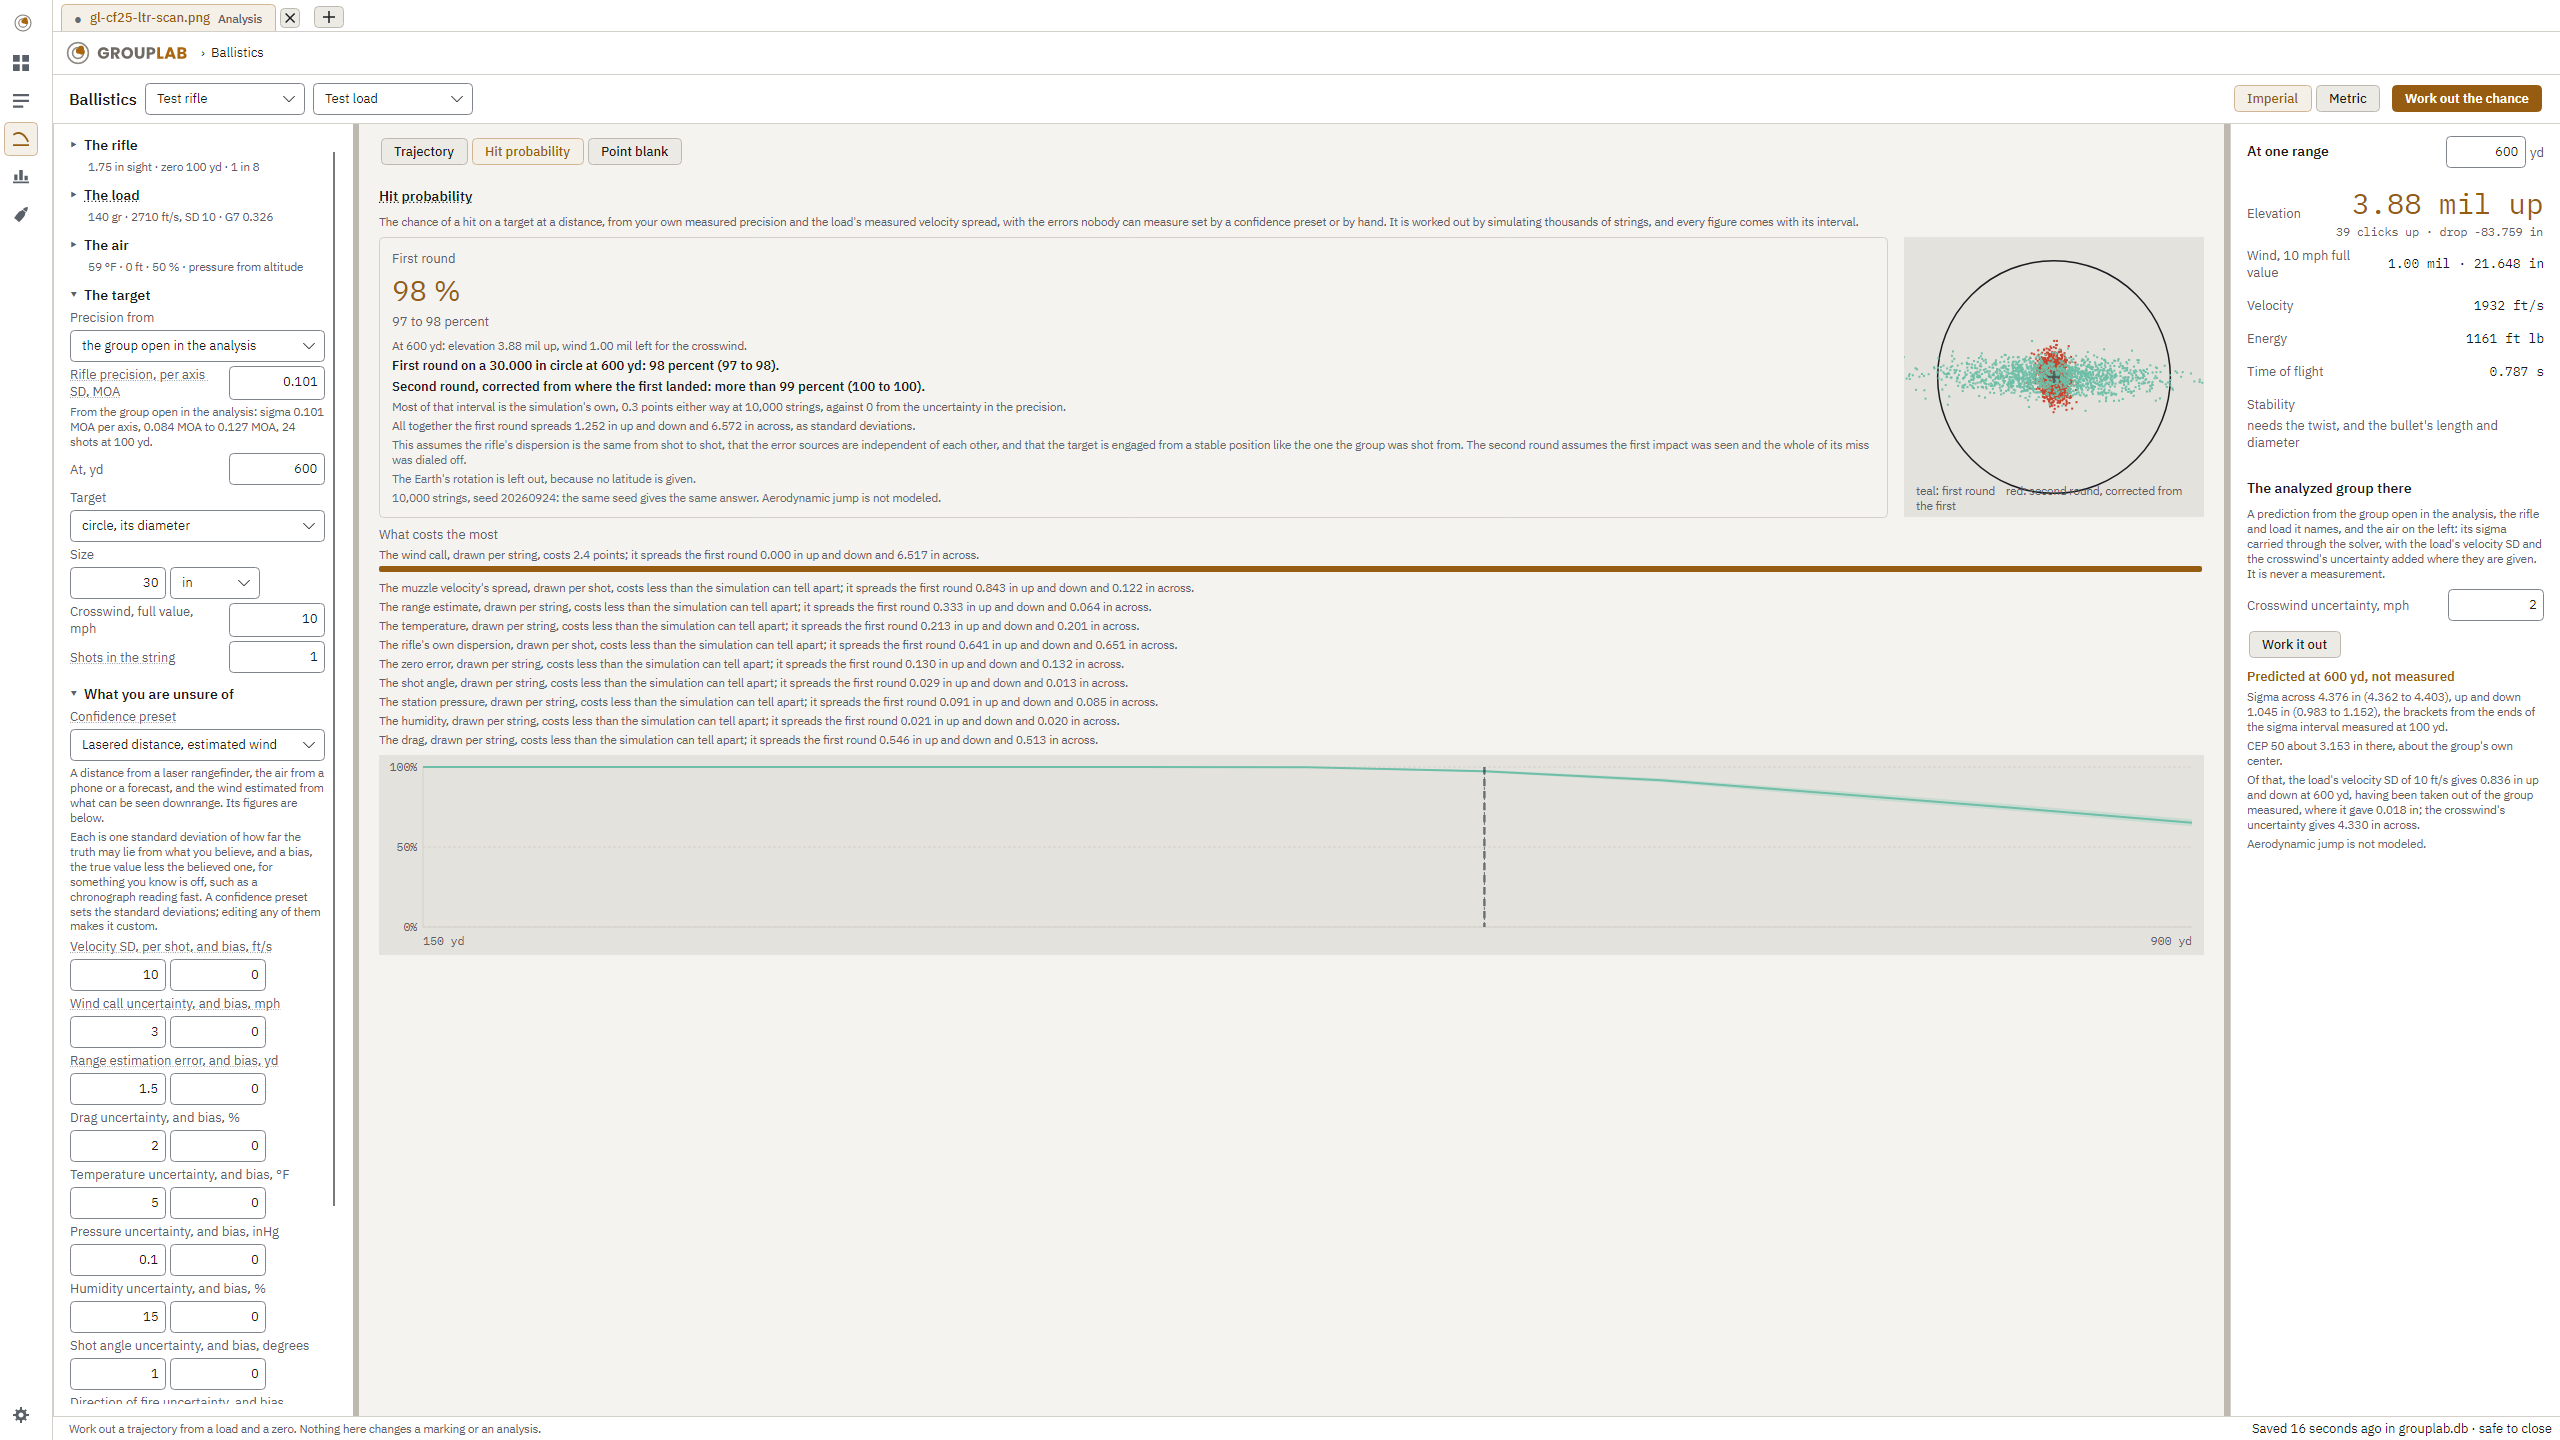 gl-cf25-ltr-scan.png Analysis
GROUPLAB › Ballistics
Ballistics Test rifle Test load Imperial Metric Work out the chance
The rifle
1.75 in sight · zero 100 yd · 1 in 8
The load
140 gr · 2710 ft/s, SD 10 · G7 0.326
The air
59 °F · 0 ft · 50 % · pressure from altitude
The target
Precision from
the group open in the analysis
Rifle precision, per axis
SD, MOA
0.101
From the group open in the analysis: sigma 0.101
MOA per axis, 0.084 MOA to 0.127 MOA, 24
shots at 100 yd.
At, yd 600
Target
circle, its diameter
Size
30 in
Crosswind, full value,
mph
10
Shots in the string 1
What you are unsure of
Confidence preset
Lasered distance, estimated wind
A distance from a laser rangefinder, the air from a
phone or a forecast, and the wind estimated from
what can be seen downrange. Its figures are
below.
Each is one standard deviation of how far the
truth may lie from what you believe, and a bias,
the true value less the believed one, for
something you know is off, such as a
chronograph reading fast. A confidence preset
sets the standard deviations; editing any of them
makes it custom.
Velocity SD, per shot, and bias, ft/s
10 0
Wind call uncertainty, and bias, mph
3 0
Range estimation error, and bias, yd
1.5 0
Drag uncertainty, and bias, %
2 0
Temperature uncertainty, and bias, °F
5 0
Pressure uncertainty, and bias, inHg
0.1 0
Humidity uncertainty, and bias, %
15 0
Shot angle uncertainty, and bias, degrees
1 0
Direction of fire uncertainty, and bias,
Trajectory Hit probability Point blank
Hit probability
The chance of a hit on a target at a distance, from your own measured precision and the load's measured velocity spread, with the errors nobody can measure set by a confidence preset or by hand. It is worked out by simulating thousands of strings, and every figure comes with its interval.
First round
98 %
97 to 98 percent
At 600 yd: elevation 3.88 mil up, wind 1.00 mil left for the crosswind.
First round on a 30.000 in circle at 600 yd: 98 percent (97 to 98).
Second round, corrected from where the first landed: more than 99 percent (100 to 100).
Most of that interval is the simulation's own, 0.3 points either way at 10,000 strings, against 0 from the uncertainty in the precision.
All together the first round spreads 1.252 in up and down and 6.572 in across, as standard deviations.
This assumes the rifle's dispersion is the same from shot to shot, that the error sources are independent of each other, and that the target is engaged from a stable position like the one the group was shot from. The second round assumes the first impact was seen and the whole of its miss
was dialed off.
The Earth's rotation is left out, because no latitude is given.
10,000 strings, seed 20260924: the same seed gives the same answer. Aerodynamic jump is not modeled.
teal: first round red: second round, corrected from
the first
What costs the most
The wind call, drawn per string, costs 2.4 points; it spreads the first round 0.000 in up and down and 6.517 in across.
The muzzle velocity's spread, drawn per shot, costs less than the simulation can tell apart; it spreads the first round 0.843 in up and down and 0.122 in across.
The range estimate, drawn per string, costs less than the simulation can tell apart; it spreads the first round 0.333 in up and down and 0.064 in across.
The temperature, drawn per string, costs less than the simulation can tell apart; it spreads the first round 0.213 in up and down and 0.201 in across.
The rifle's own dispersion, drawn per shot, costs less than the simulation can tell apart; it spreads the first round 0.641 in up and down and 0.651 in across.
The zero error, drawn per string, costs less than the simulation can tell apart; it spreads the first round 0.130 in up and down and 0.132 in across.
The shot angle, drawn per string, costs less than the simulation can tell apart; it spreads the first round 0.029 in up and down and 0.013 in across.
The station pressure, drawn per string, costs less than the simulation can tell apart; it spreads the first round 0.091 in up and down and 0.085 in across.
The humidity, drawn per string, costs less than the simulation can tell apart; it spreads the first round 0.021 in up and down and 0.020 in across.
The drag, drawn per string, costs less than the simulation can tell apart; it spreads the first round 0.546 in up and down and 0.513 in across.
100%
50%
0%
150 yd 900 yd
At one range 600 yd
Elevation 3.88 mil up
39 clicks up · drop -83.759 in
Wind, 10 mph full
value
1.00 mil · 21.648 in
Velocity 1932 ft/s
Energy 1161 ft lb
Time of flight 0.787 s
Stability
needs the twist, and the bullet's length and
diameter
The analyzed group there
A prediction from the group open in the analysis, the rifle
and load it names, and the air on the left: its sigma
carried through the solver, with the load's velocity SD and
the crosswind's uncertainty added where they are given.
It is never a measurement.
Crosswind uncertainty, mph 2
Work it out
Predicted at 600 yd, not measured
Sigma across 4.376 in (4.362 to 4.403), up and down
1.045 in (0.983 to 1.152), the brackets from the ends of
the sigma interval measured at 100 yd.
CEP 50 about 3.153 in there, about the group's own
center.
Of that, the load's velocity SD of 10 ft/s gives 0.836 in up
and down at 600 yd, having been taken out of the group
measured, where it gave 0.018 in; the crosswind's
uncertainty gives 4.330 in across.
Aerodynamic jump is not modeled.
Work out a trajectory from a load and a zero. Nothing here changes a marking or an analysis.
Saved 16 seconds ago in grouplab.db · safe to close